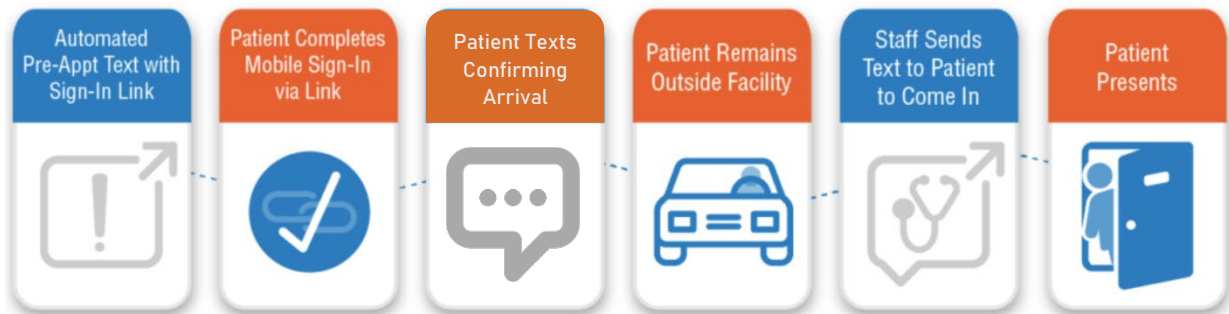 Automated
Pre-Appt Text with
Sign-In Link
Patient Completes
Mobile Sign-In
via Link
Patient Texts
Confirming
Arrival
Patient Remains
Outside Facility
Staff Sends
Text to Patient
to Come In
Patient
Presents